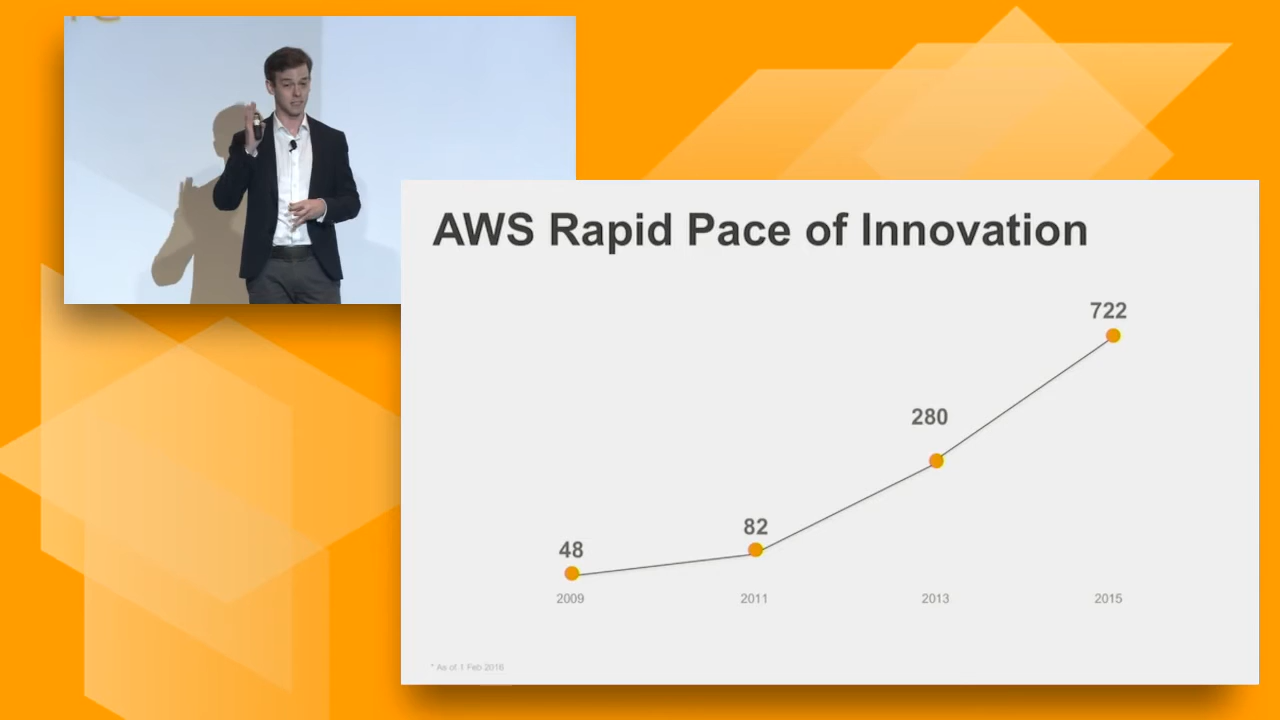 AWS Rapid Pace of Innovation
722
280
82
48
2009 2011 2013 2015
* As of 1 Feb 2016